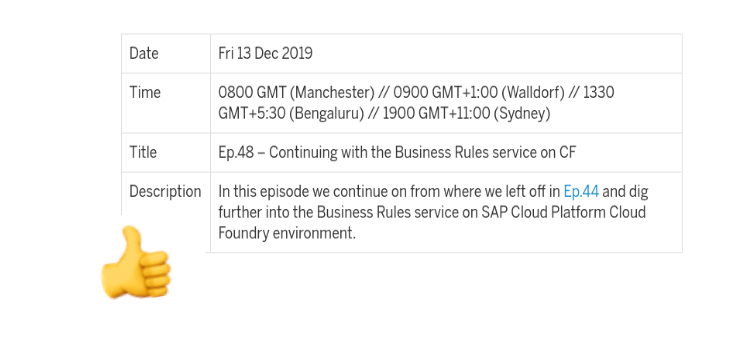 Date Fri 13 Dec 2019
Time 0800 GMT (Manchester) // 0900 GMT+1:00 (Walldorf) // 1330
GMT+5:30 (Bengaluru) // 1900 GMT+11:00 (Sydney)
Title Ep.48 – Continuing with the Business Rules service on CF
Description In this episode we continue on from where we left off in Ep.44 and dig
further into the Business Rules service on SAP Cloud Platform Cloud
Foundry environment.